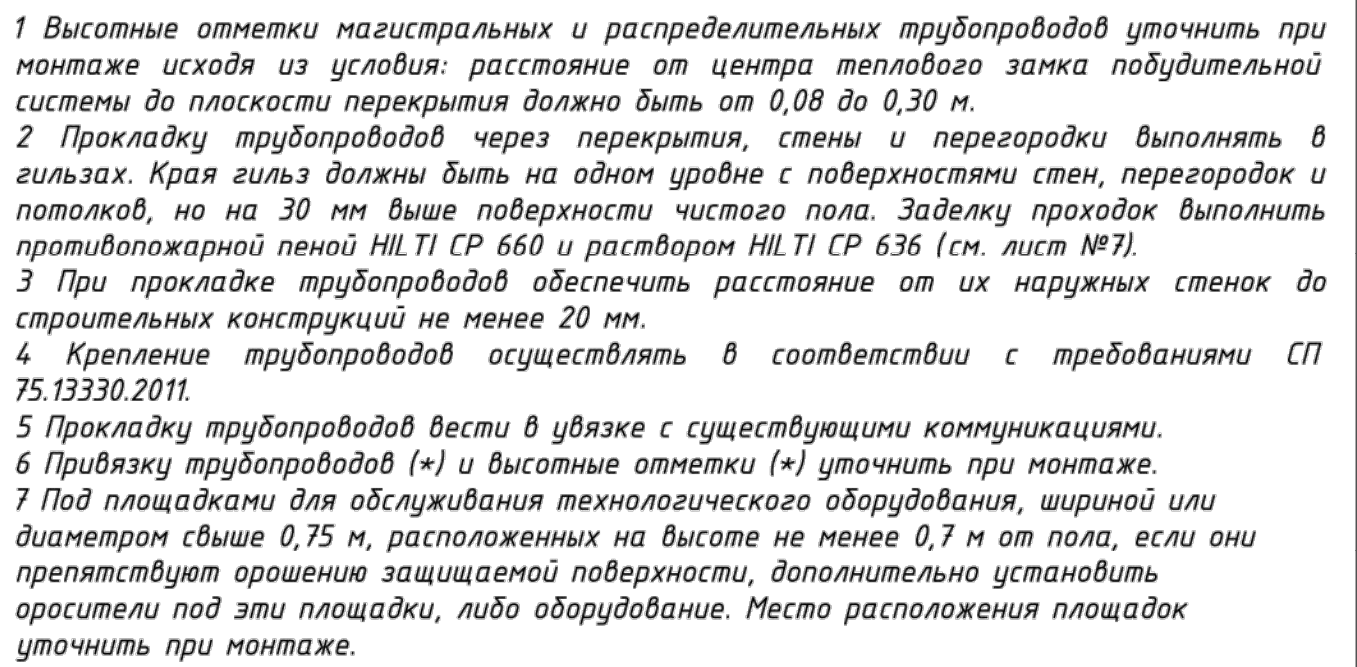 1 Высотные отметки магистральных и распределительных трубопроводов уточнить при
монтаже исходя из условия: расстояние от центра теплового замка побудительной
системы до плоскости перекрытия должно быть от 0,08 до 0,30 м.
2 Прокладку трубопроводов через перекрытия, стены и перегородки выполнять в
гильзах. Края гильз должны быть на одном уровне с поверхностями стен, перегородок и
потолков, но на 30 мм выше поверхности чистого пола. Заделку проходок выполнить
противопожарной пеной HILTI CP 660 и раствором HILTI CP 636 (см. лист №7).
3 При прокладке трубопроводов обеспечить расстояние от их наружных стенок до
строительных конструкций не менее 20 мм.
4 Крепление трубопроводов осуществлять в соответствии с требованиями СП
75.13330.2011.
5 Прокладку трубопроводов вести в увязке с существующими коммуникациями.
6 Привязку трубопроводов (*) и высотные отметки (*) уточнить при монтаже.
7 Под площадками для обслуживания технологического оборудования, шириной или
диаметром свыше 0,75 м, расположенных на высоте не менее 0,7 м от пола, если они
препятствуют орошению защищаемой поверхности, дополнительно установить
оросители под эти площадки, либо оборудование. Место расположения площадок
уточнить при монтаже.